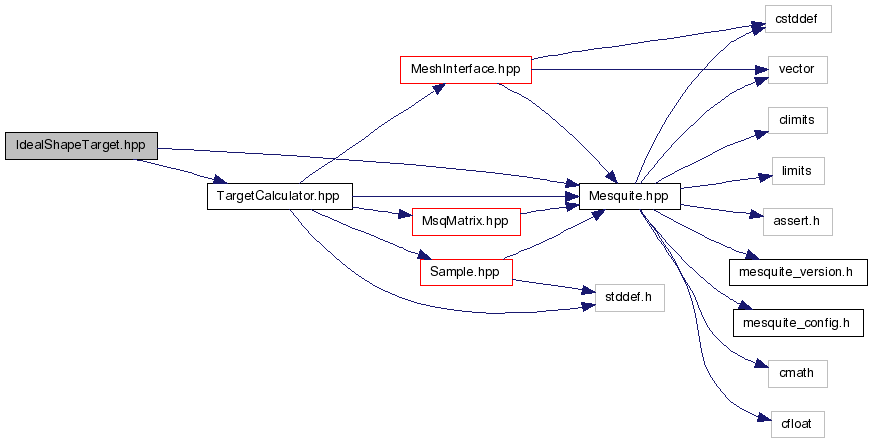 cstddef
MeshInterface.hpp
vector
climits
IdealShapeTarget.hpp
limits
TargetCalculator.hpp
Mesquite.hpp
MsqMatrix.hpp
assert.h
Sample.hpp
mesquite_version.h
stddef.h
mesquite_config.h
cmath
cfloat